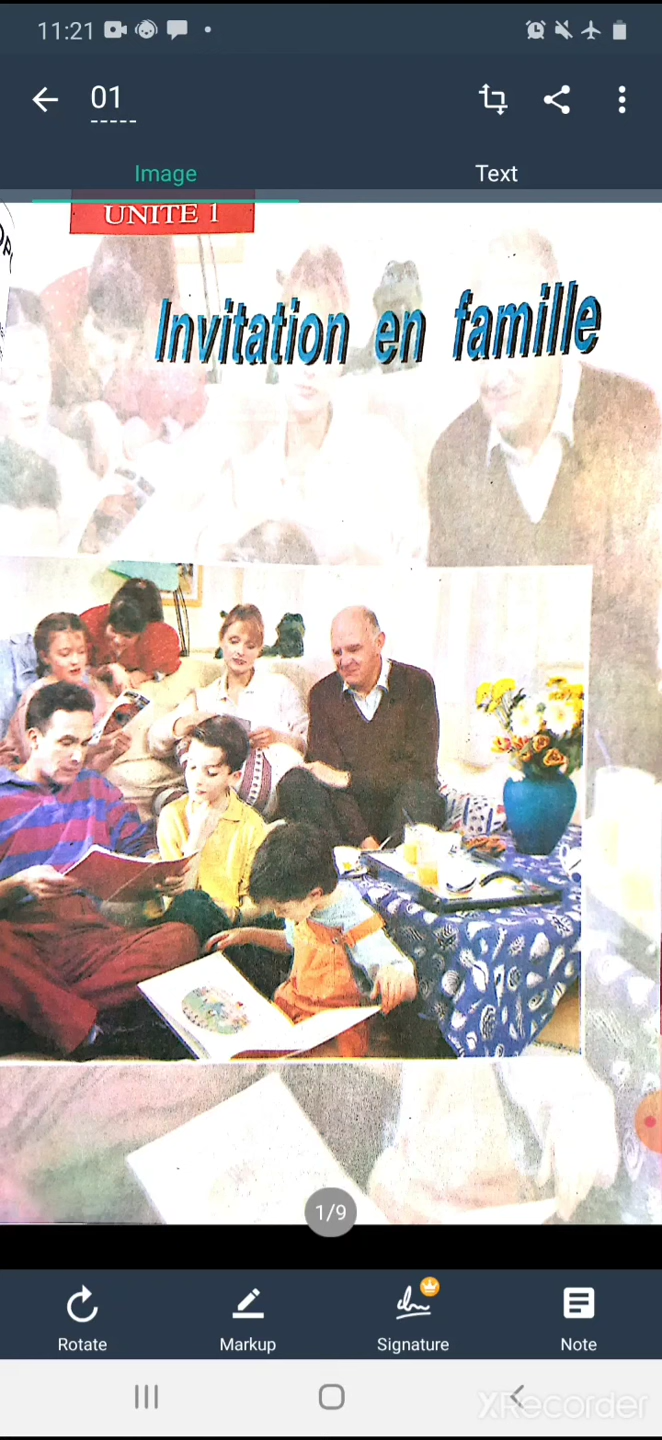 11:21
01
Image Text
UNITE 1
Invitation en famille
1/9
Rotate Markup Signature Note
XRecorder